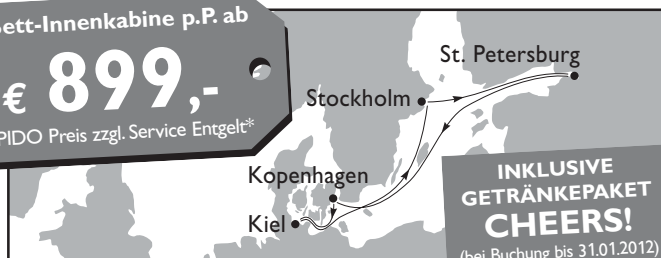 Bett-Innenkabine p.P. ab
€ 899,-
PIDO Preis zzgl. Service Entgelt*
St. Petersburg
Stockholm
Kopenhagen
Kiel
INKLUSIVE
GETRÄNKEPAKET
CHEERS!
(bei Buchung bis 31.01.2012)